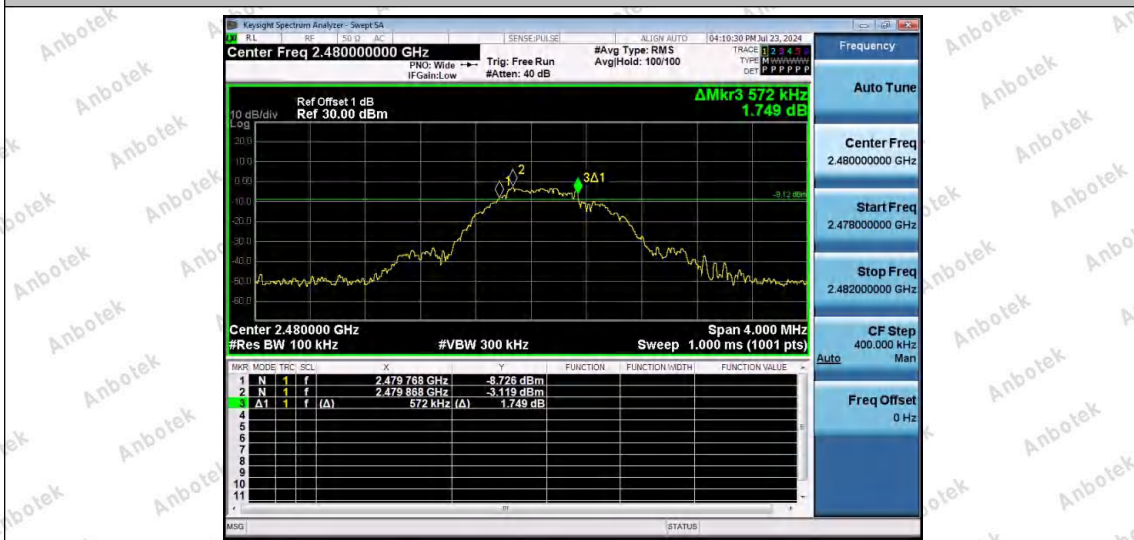 Keysight Spectrum Analyzer - Swept SA
RL RF 50 Ω AC SENSE:PULSE ALIGN AUTO 04:10:30 PM Jul 23, 2024
Center Freq 2.480000000 GHz
PNO: Wide
IFGain:Low
Trig: Free Run
#Atten: 40 dB
#Avg Type: RMS
Avg|Hold: 100/100
TRACE 1 2 3 4 5 6
TYPE M WWWWW
DET P P P P P P
Ref Offset 1 dB
Ref 30.00 dBm
ΔMkr3 572 kHz
1.749 dB
10 dB/div
Log
20.0
10.0
0.00
-10.0
-20.0
-30.0
-40.0
-50.0
-60.0
1
2
3Δ1
-9.12 dBm
Center 2.480000 GHz
Span 4.000 MHz
#Res BW 100 kHz
#VBW 300 kHz
Sweep 1.000 ms (1001 pts)
MKR MODE TRC SCL X Y FUNCTION FUNCTION WIDTH FUNCTION VALUE
1 N 1 f 2.479 768 GHz -8.726 dBm
2 N 1 f 2.479 868 GHz -3.119 dBm
3 Δ1 1 f (Δ) 572 kHz (Δ) 1.749 dB
4
5
6
7
8
9
10
11
MSG
STATUS
Frequency
Auto Tune
Center Freq
2.480000000 GHz
Start Freq
2.478000000 GHz
Stop Freq
2.482000000 GHz
CF Step
400.000 kHz
Auto Man
Freq Offset
0 Hz
Anbotek